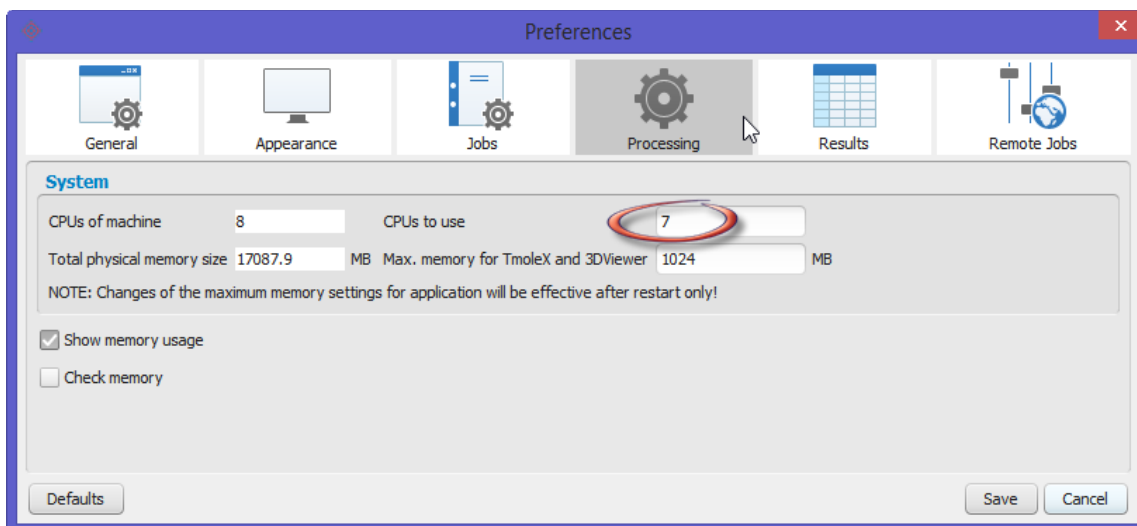 Preferences
General Appearance Jobs Processing Results Remote Jobs
System
CPUs of machine 8 CPUs to use 7
Total physical memory size 17087.9 MB Max. memory for TmoleX and 3DViewer 1024 MB
NOTE: Changes of the maximum memory settings for application will be effective after restart only!
Show memory usage
Check memory
Defaults Save Cancel